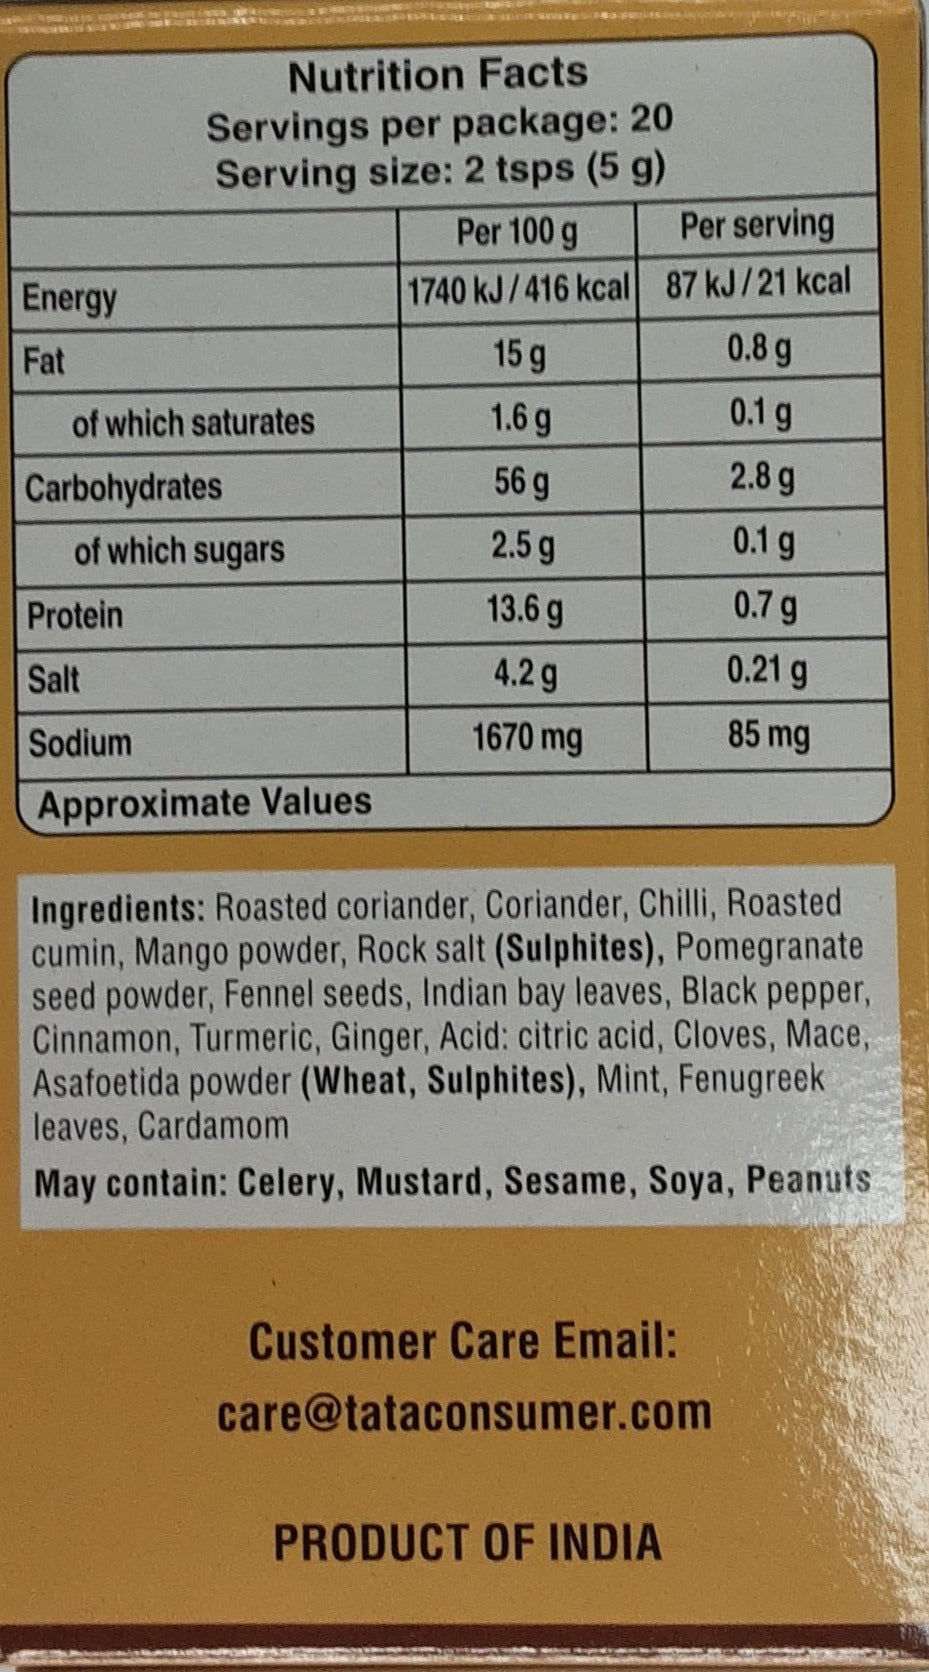 Nutrition Facts
Servings per package: 20
Serving size: 2 tsps (5 g)
Per 100 g Per serving
Energy 1740 kJ / 416 kcal 87 kJ / 21 kcal
Fat 15 g 0.8 g
of which saturates 1.6 g 0.1 g
Carbohydrates 56 g 2.8 g
of which sugars 2.5 g 0.1 g
Protein 13.6 g 0.7 g
Salt 4.2 g 0.21 g
Sodium 1670 mg 85 mg
Approximate Values
Ingredients: Roasted coriander, Coriander, Chilli, Roasted
cumin, Mango powder, Rock salt (Sulphites), Pomegranate
seed powder, Fennel seeds, Indian bay leaves, Black pepper,
Cinnamon, Turmeric, Ginger, Acid: citric acid, Cloves, Mace,
Asafoetida powder (Wheat, Sulphites), Mint, Fenugreek
leaves, Cardamom
May contain: Celery, Mustard, Sesame, Soya, Peanuts
Customer Care Email:
care@tataconsumer.com
PRODUCT OF INDIA